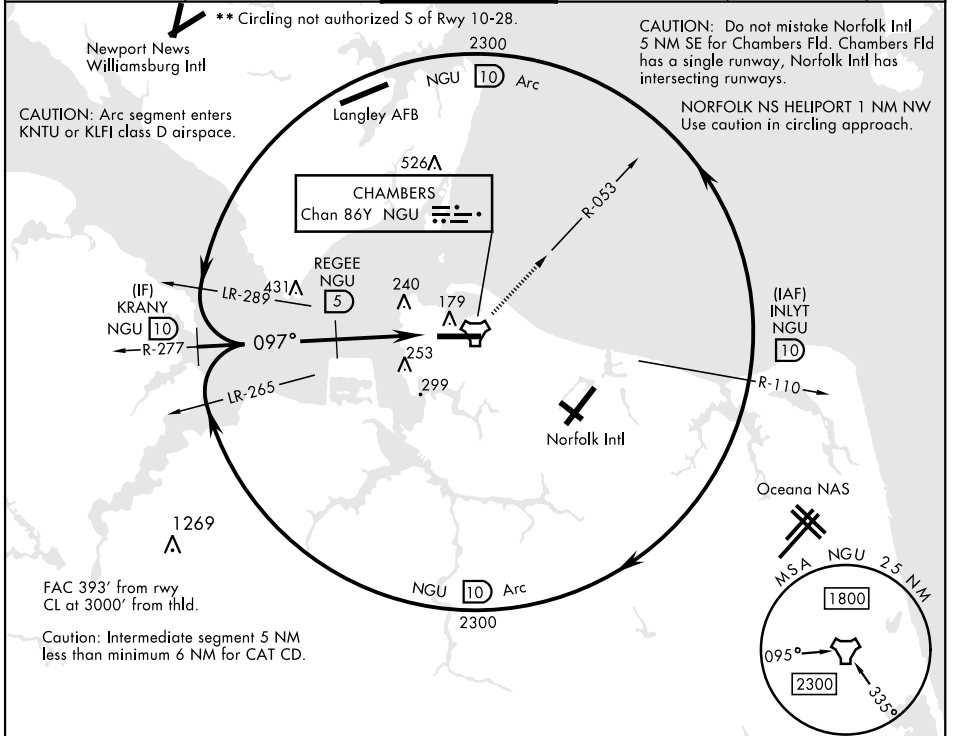 ** Circling not authorized S of Rwy 10-28.
Newport News
Williamsburg Intl
CAUTION: Arc segment enters
KNTU or KLFI class D airspace.
2300
NGU 10 Arc
Langley AFB
CAUTION: Do not mistake Norfolk Intl
5 NM SE for Chambers Fld. Chambers Fld
has a single runway, Norfolk Intl has
intersecting runways.
NORFOLK NS HELIPORT 1 NM NW
Use caution in circling approach.
526
CHAMBERS
Chan 86Y NGU
R-053
REGEE
NGU
5
431
LR-289
240
179
(IF)
KRANY
NGU 10
R-277
097°
253
299
LR-265
(IAF)
INLYT
NGU
10
R-110
Norfolk Intl
Oceana NAS
1269
FAC 393' from rwy
CL at 3000' from thld.
Caution: Intermediate segment 5 NM
less than minimum 6 NM for CAT CD.
NGU 10 Arc
2300
MSA NGU 25 NM
1800
095°
2300
335°